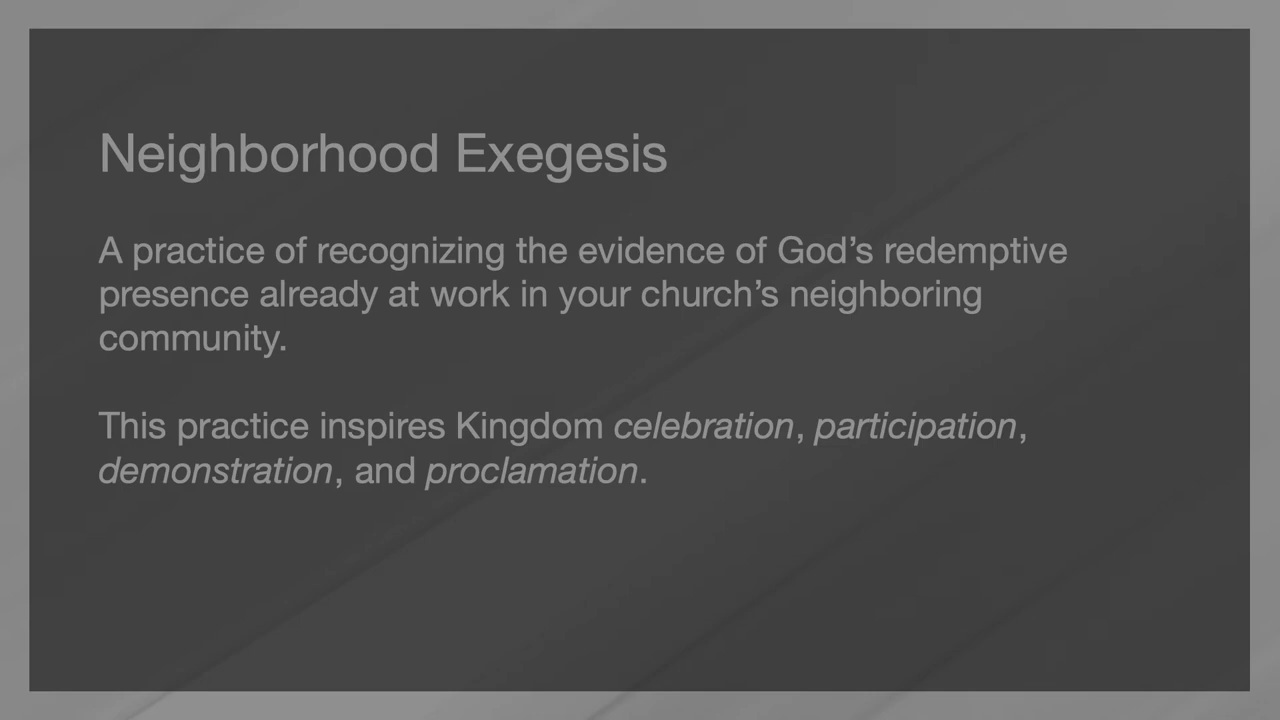 Neighborhood Exegesis
A practice of recognizing the evidence of God’s redemptive
presence already at work in your church’s neighboring
community.
This practice inspires Kingdom celebration, participation,
demonstration, and proclamation.